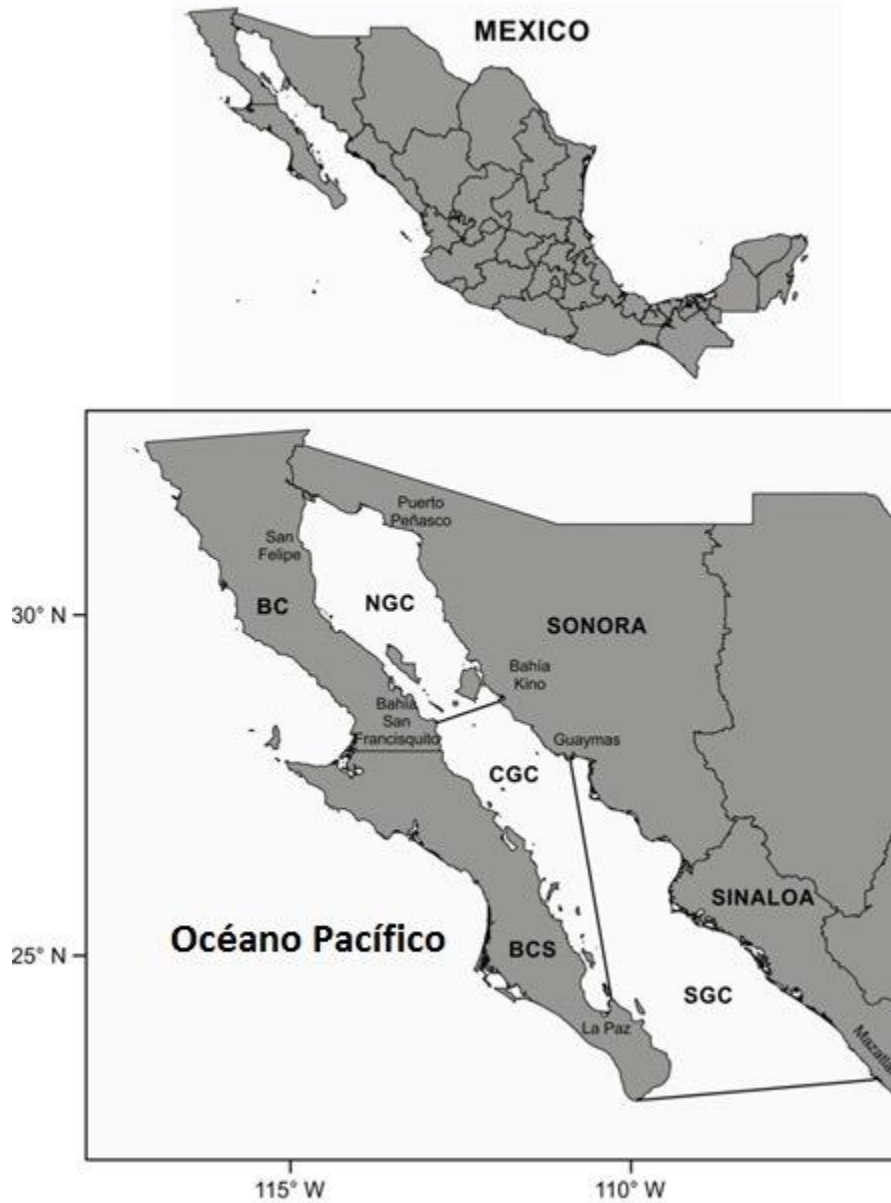 MEXICO
Puerto
Peñasco
San
Felipe
BC
NGC
30° N
SONORA
Bahía
Kino
Bahía
San
Francisquito
Guaymas
CGC
SINALOA
Océano Pacífico
BCS
25° N
SGC
La Paz
115° W
110° W